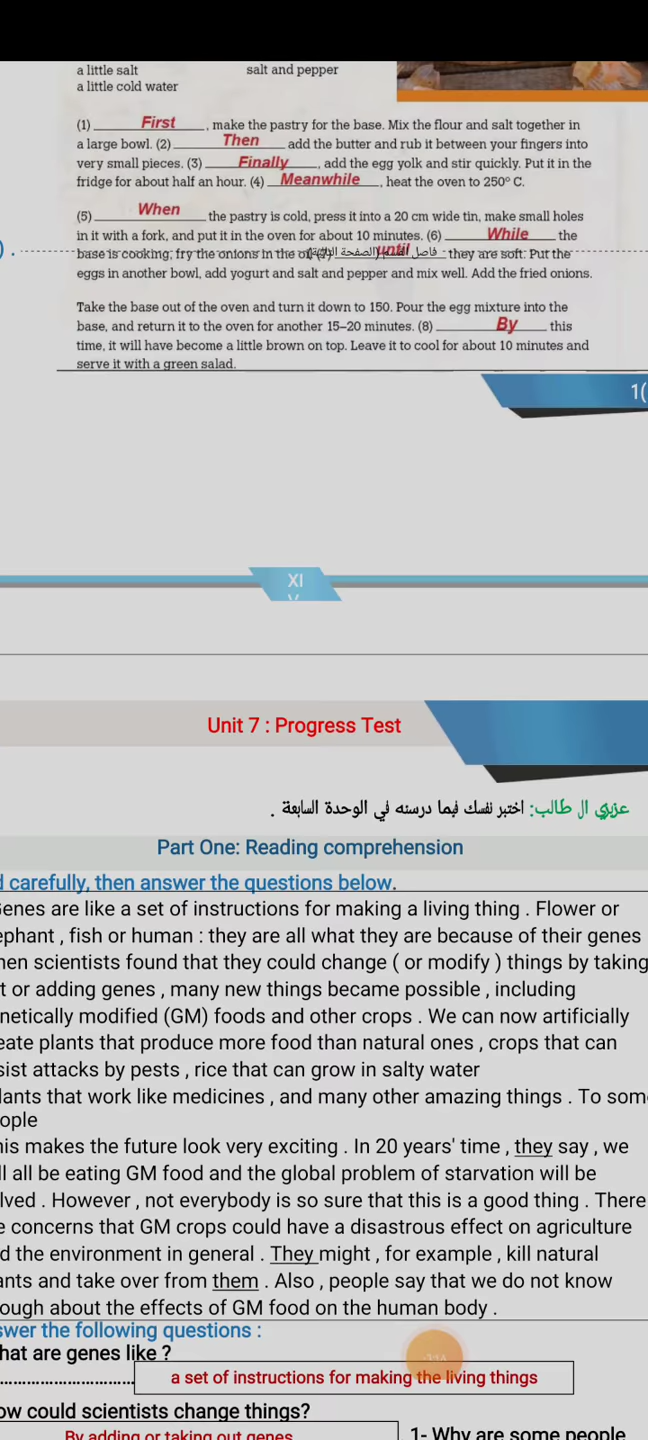 a little salt salt and pepper
a little cold water
(1) First , make the pastry for the base. Mix the flour and salt together in
a large bowl. (2) Then add the butter and rub it between your fingers into
very small pieces. (3) Finally , add the egg yolk and stir quickly. Put it in the
fridge for about half an hour. (4) Meanwhile , heat the oven to 250° C.
(5) When the pastry is cold, press it into a 20 cm wide tin, make small holes
in it with a fork, and put it in the oven for about 10 minutes. (6) While the
base is cooking, fry the onions in the until they are soft. Put the
eggs in another bowl, add yogurt and salt and pepper and mix well. Add the fried onions.
Take the base out of the oven and turn it down to 150. Pour the egg mixture into the
base, and return it to the oven for another 15–20 minutes. (8) By this
time, it will have become a little brown on top. Leave it to cool for about 10 minutes and
serve it with a green salad.
1(
XI
Unit 7 : Progress Test
عزيزي ال طالب: اختبر نفسك فيما درسته في الوحدة السابعة .
Part One: Reading comprehension
d carefully, then answer the questions below.
Genes are like a set of instructions for making a living thing . Flower or
ephant , fish or human : they are all what they are because of their genes
hen scientists found that they could change ( or modify ) things by taking
t or adding genes , many new things became possible , including
netically modified (GM) foods and other crops . We can now artificially
eate plants that produce more food than natural ones , crops that can
sist attacks by pests , rice that can grow in salty water
lants that work like medicines , and many other amazing things . To som
ople
his makes the future look very exciting . In 20 years' time , they say , we
ll all be eating GM food and the global problem of starvation will be
lved . However , not everybody is so sure that this is a good thing . There
e concerns that GM crops could have a disastrous effect on agriculture
d the environment in general . They might , for example , kill natural
ants and take over from them . Also , people say that we do not know
ough about the effects of GM food on the human body .
swer the following questions :
hat are genes like ?
a set of instructions for making the living things
ow could scientists change things?
By adding or taking out genes
1- Why are some people